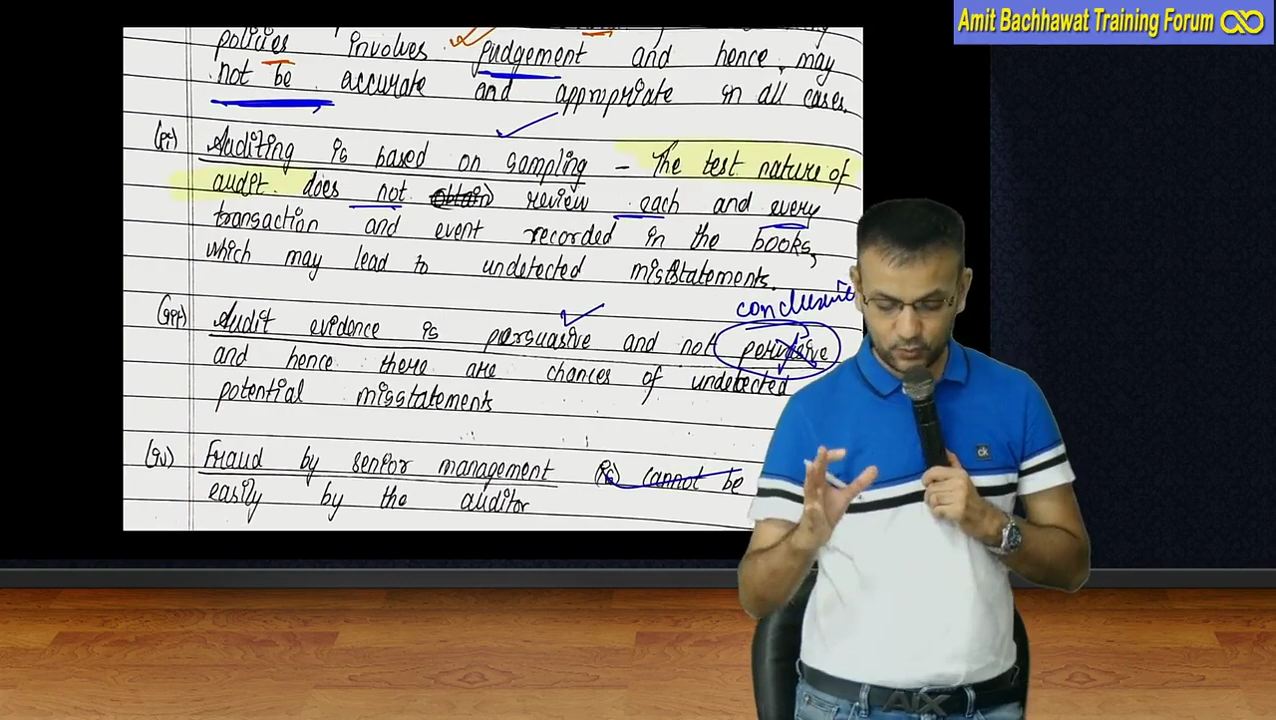 Amit Bachhawat Training Forum
policies involves judgement and hence, may
not be accurate and appropriate in all cases.
(ii) Auditing is based on sampling – The test nature of
audit does not review each and every
transaction and event recorded in the books,
which may lead to undetected misstatements.
conclusive
(iii) Audit evidence is persuasive and not pervasive
and hence there are chances of undetected
potential misstatements
(iv) Fraud by senior management (is) cannot be
easily by the auditor